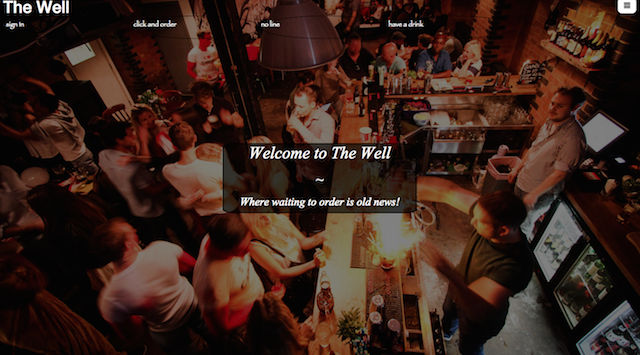 The Well
sign in click and order no line have a drink
Welcome to The Well
~
Where waiting to order is old news!